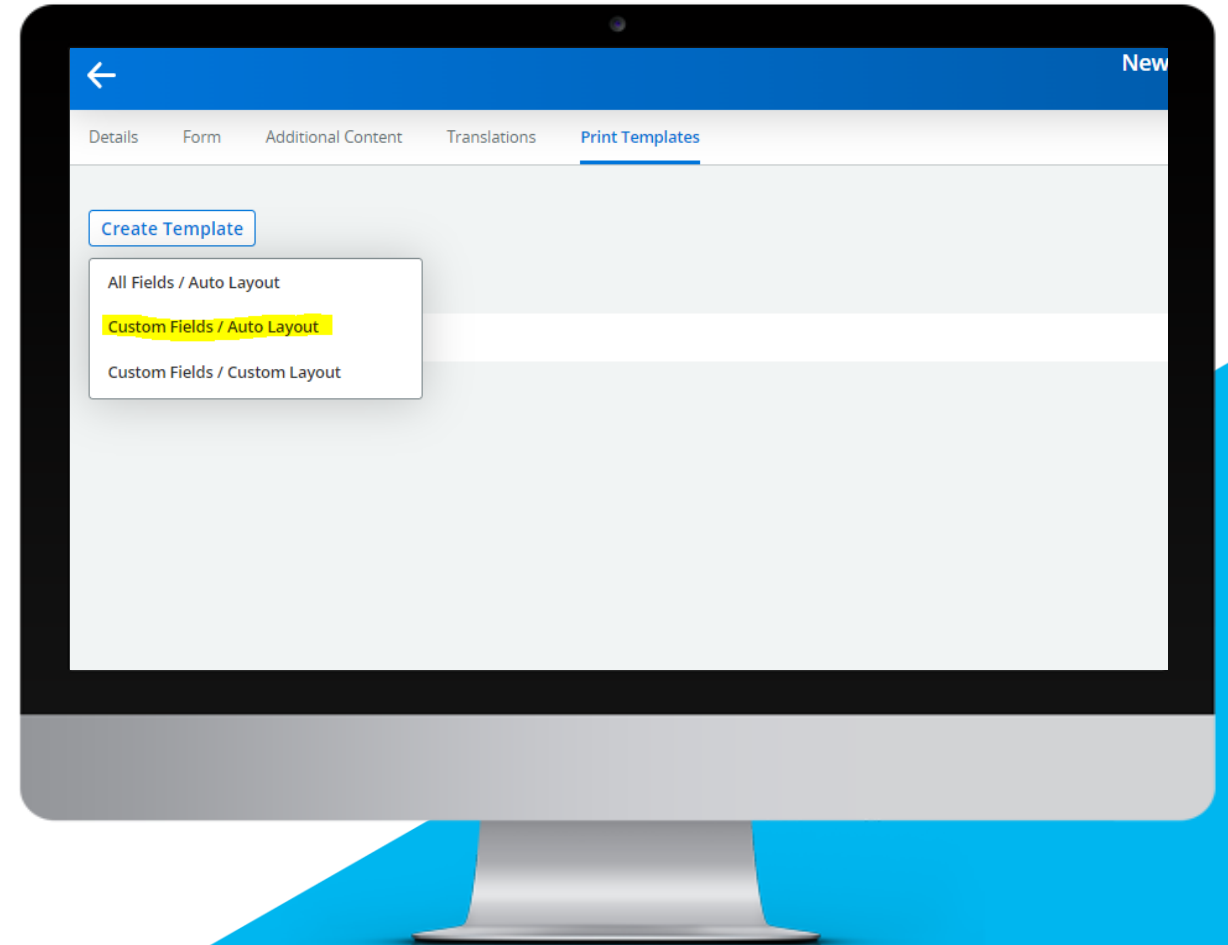 New
Details Form Additional Content Translations Print Templates
Create Template
All Fields / Auto Layout
Custom Fields / Auto Layout
Custom Fields / Custom Layout